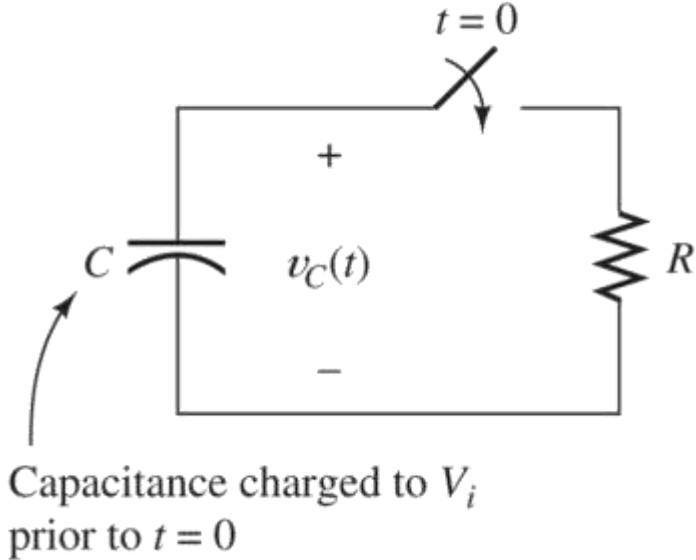 t = 0
+
C
v_C(t)
R
−
Capacitance charged to V_i
prior to t = 0